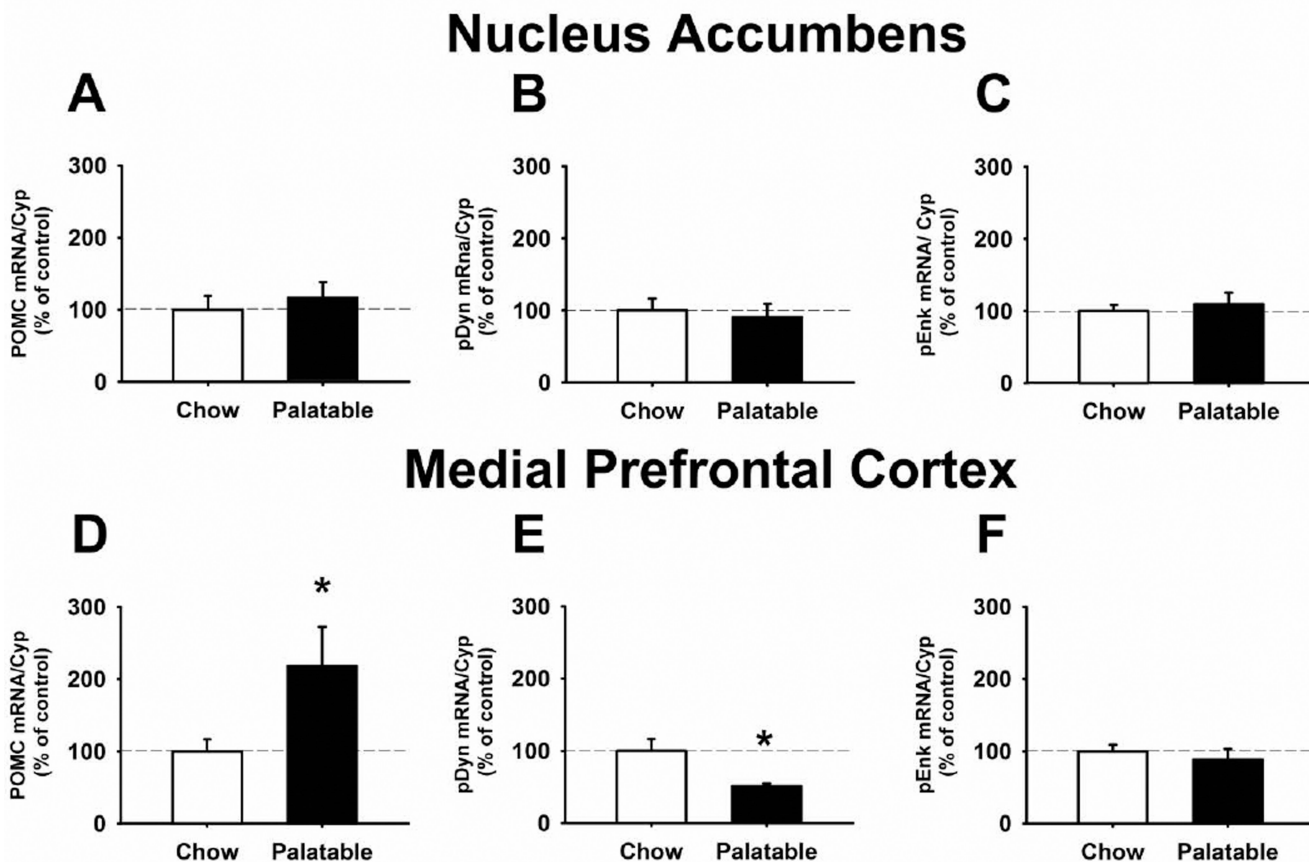 Nucleus Accumbens
A
POMC mRNA/Cyp
(% of control)
300
200
100
0
Chow
Palatable
B
pDyn mRna/Cyp
(% of control)
300
200
100
0
Chow
Palatable
C
pEnk mRNA/ Cyp
(% of control)
300
200
100
0
Chow
Palatable
Medial Prefrontal Cortex
D
POMC mRNA/Cyp
(% of control)
300
200
100
0
*
Chow
Palatable
E
pDyn mRNA/Cyp
(% of control)
300
200
100
0
*
Chow
Palatable
F
pEnk mRNA/Cyp
(% of control)
300
200
100
0
Chow
Palatable